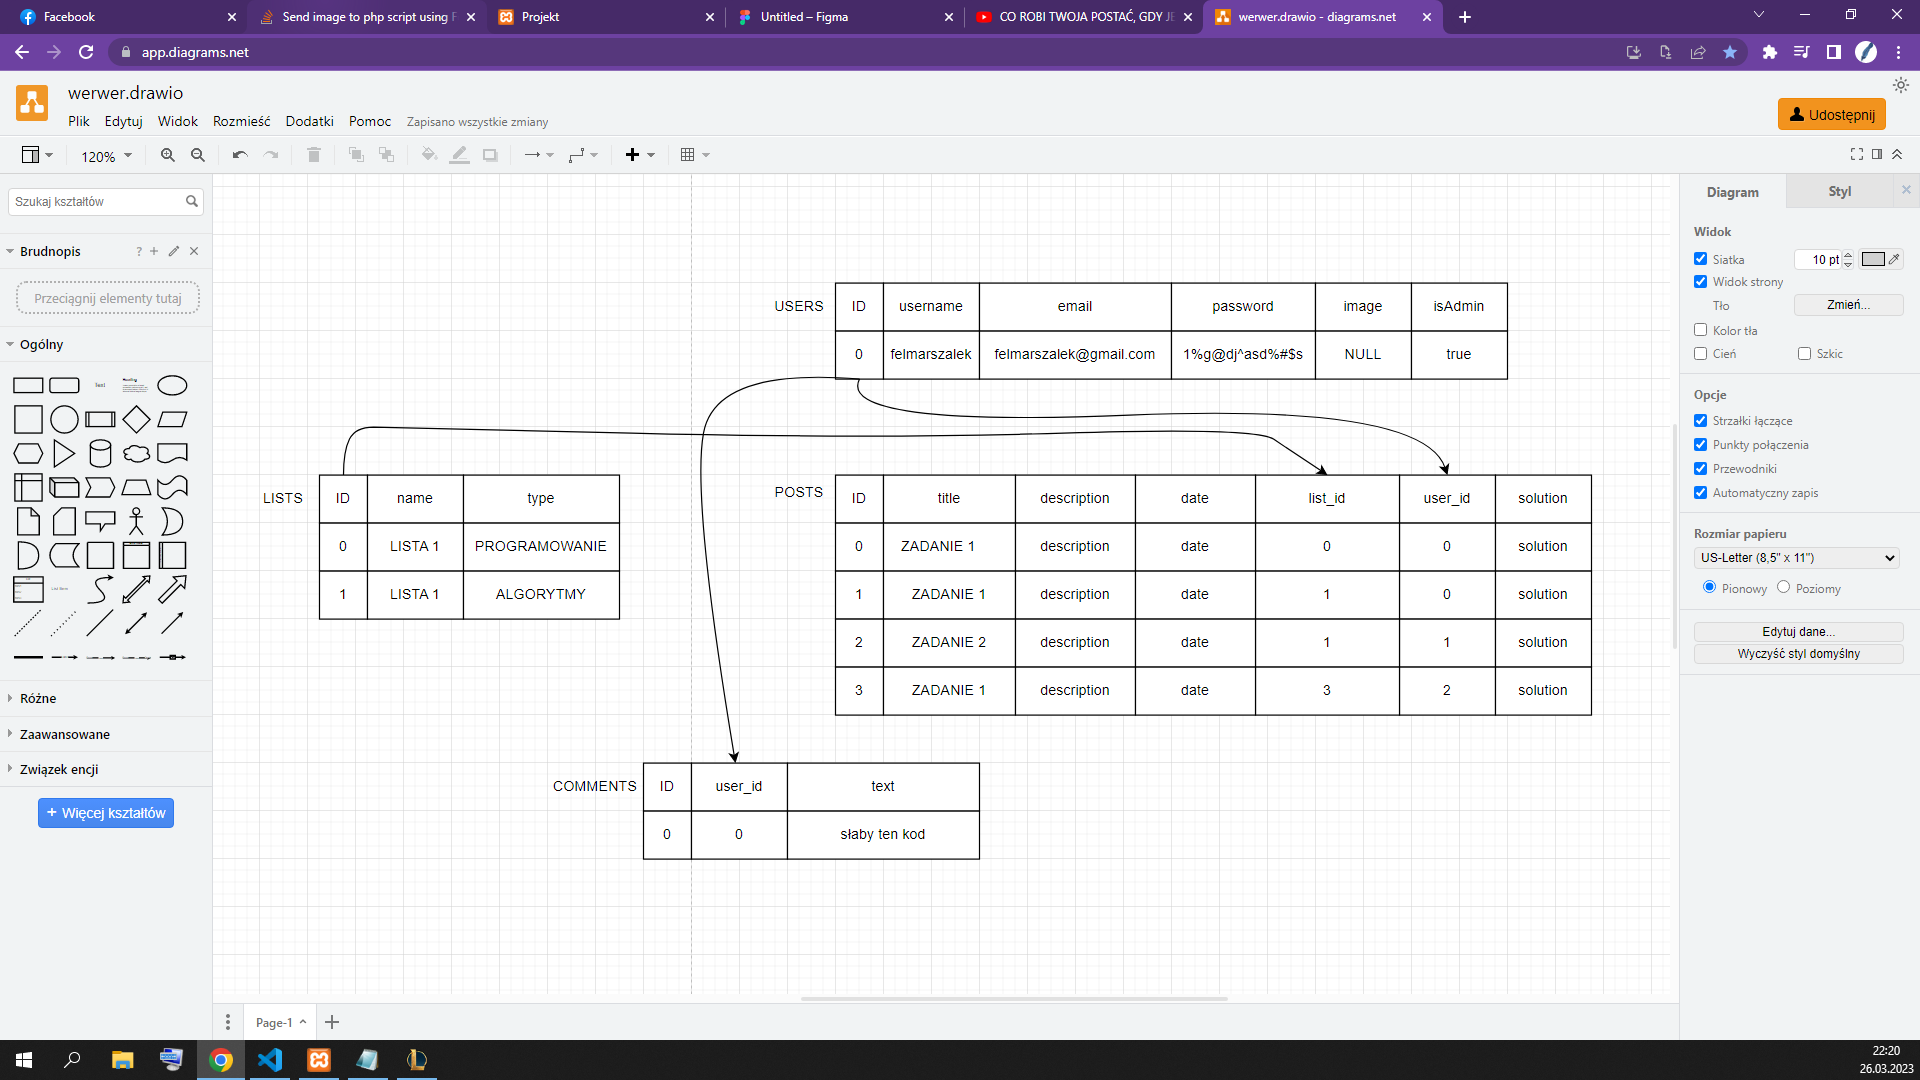 Facebook
Send image to php script using F
Projekt
Untitled – Figma
CO ROBI TWOJA POSTAĆ, GDY JE
werwer.drawio - diagrams.net
app.diagrams.net
werwer.drawio
Plik Edytuj Widok Rozmieść Dodatki Pomoc Zapisano wszystkie zmiany
Udostępnij
120%
Szukaj kształtów
Brudnopis
Przeciągnij elementy tutaj
Ogólny
Text
Heading
Różne
Zaawansowane
Związek encji
+ Więcej kształtów
USERS ID username email password image isAdmin
0 felmarszalek felmarszalek@gmail.com 1%g@dj^asd%#$s NULL true
LISTS ID name type
0 LISTA 1 PROGRAMOWANIE
1 LISTA 1 ALGORYTMY
POSTS ID title description date list_id user_id solution
0 ZADANIE 1 description date 0 0 solution
1 ZADANIE 1 description date 1 0 solution
2 ZADANIE 2 description date 1 1 solution
3 ZADANIE 1 description date 3 2 solution
COMMENTS ID user_id text
0 0 słaby ten kod
Diagram Styl
Widok
Siatka 10 pt
Widok strony
Tło Zmień...
Kolor tła
Cień Szkic
Opcje
Strzałki łączące
Punkty połączenia
Przewodniki
Automatyczny zapis
Rozmiar papieru
US-Letter (8,5" x 11")
Pionowy Poziomy
Edytuj dane...
Wyczyść styl domyślny
Page-1
22:20
26.03.2023